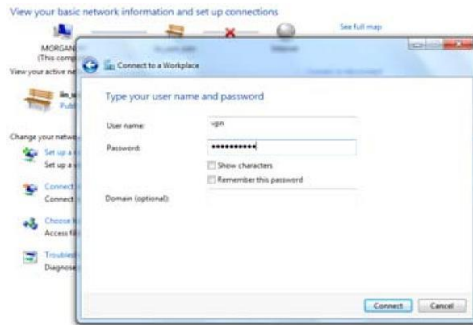 View your basic network information and set up connections
See full map
MORGAN
(This comp
View your active ne
Connect to a Workplace
Publ
Type your user name and password
User name:
vpn
Password:
••••••••••
Show characters
Remember this password
Domain (optional):
Change your netwo
Set up a
Set up a
Connect
Connect
Choose h
Access fil
Troublesh
Diagnose
Connect
Cancel